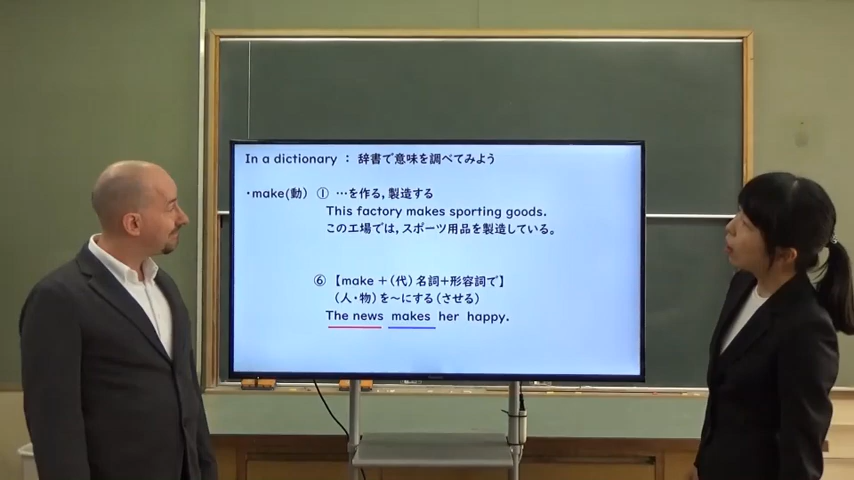 In a dictionary : 辞書で意味を調べてみよう
・make(動) ① …を作る, 製造する
This factory makes sporting goods.
この工場では, スポーツ用品を製造している。
⑥ 【make +(代)名詞+形容詞で】
(人・物)を〜にする(させる)
The news makes her happy.